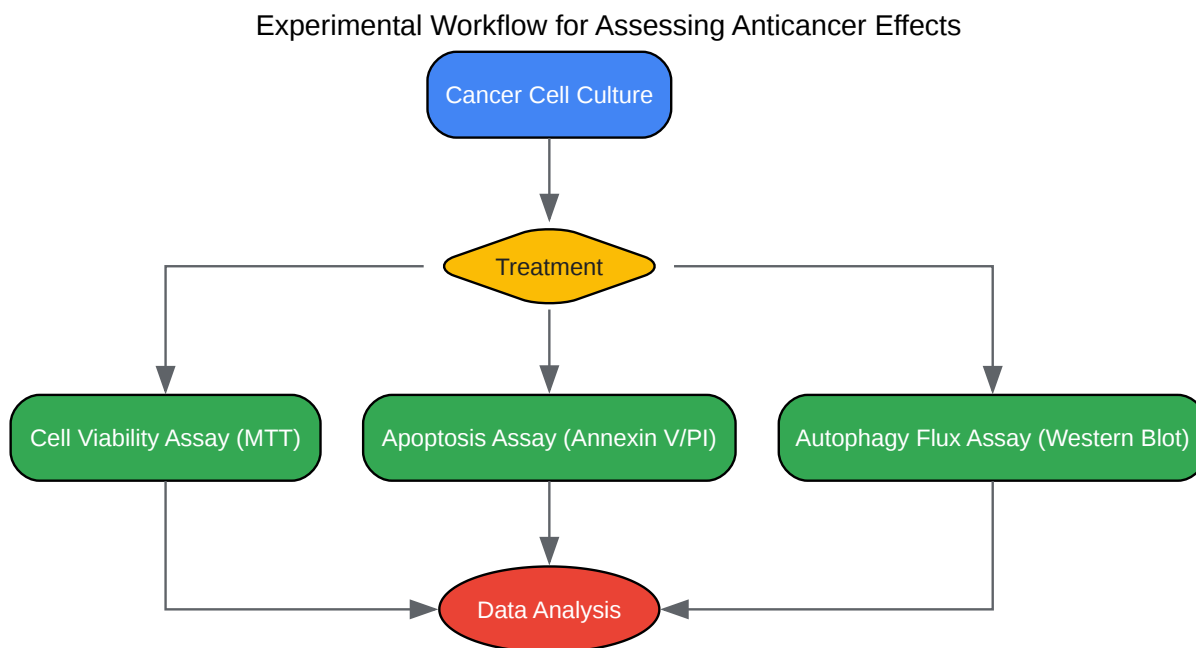 Experimental Workflow for Assessing Anticancer Effects
Cancer Cell Culture
Treatment
Cell Viability Assay (MTT)
Apoptosis Assay (Annexin V/PI)
Autophagy Flux Assay (Western Blot)
Data Analysis